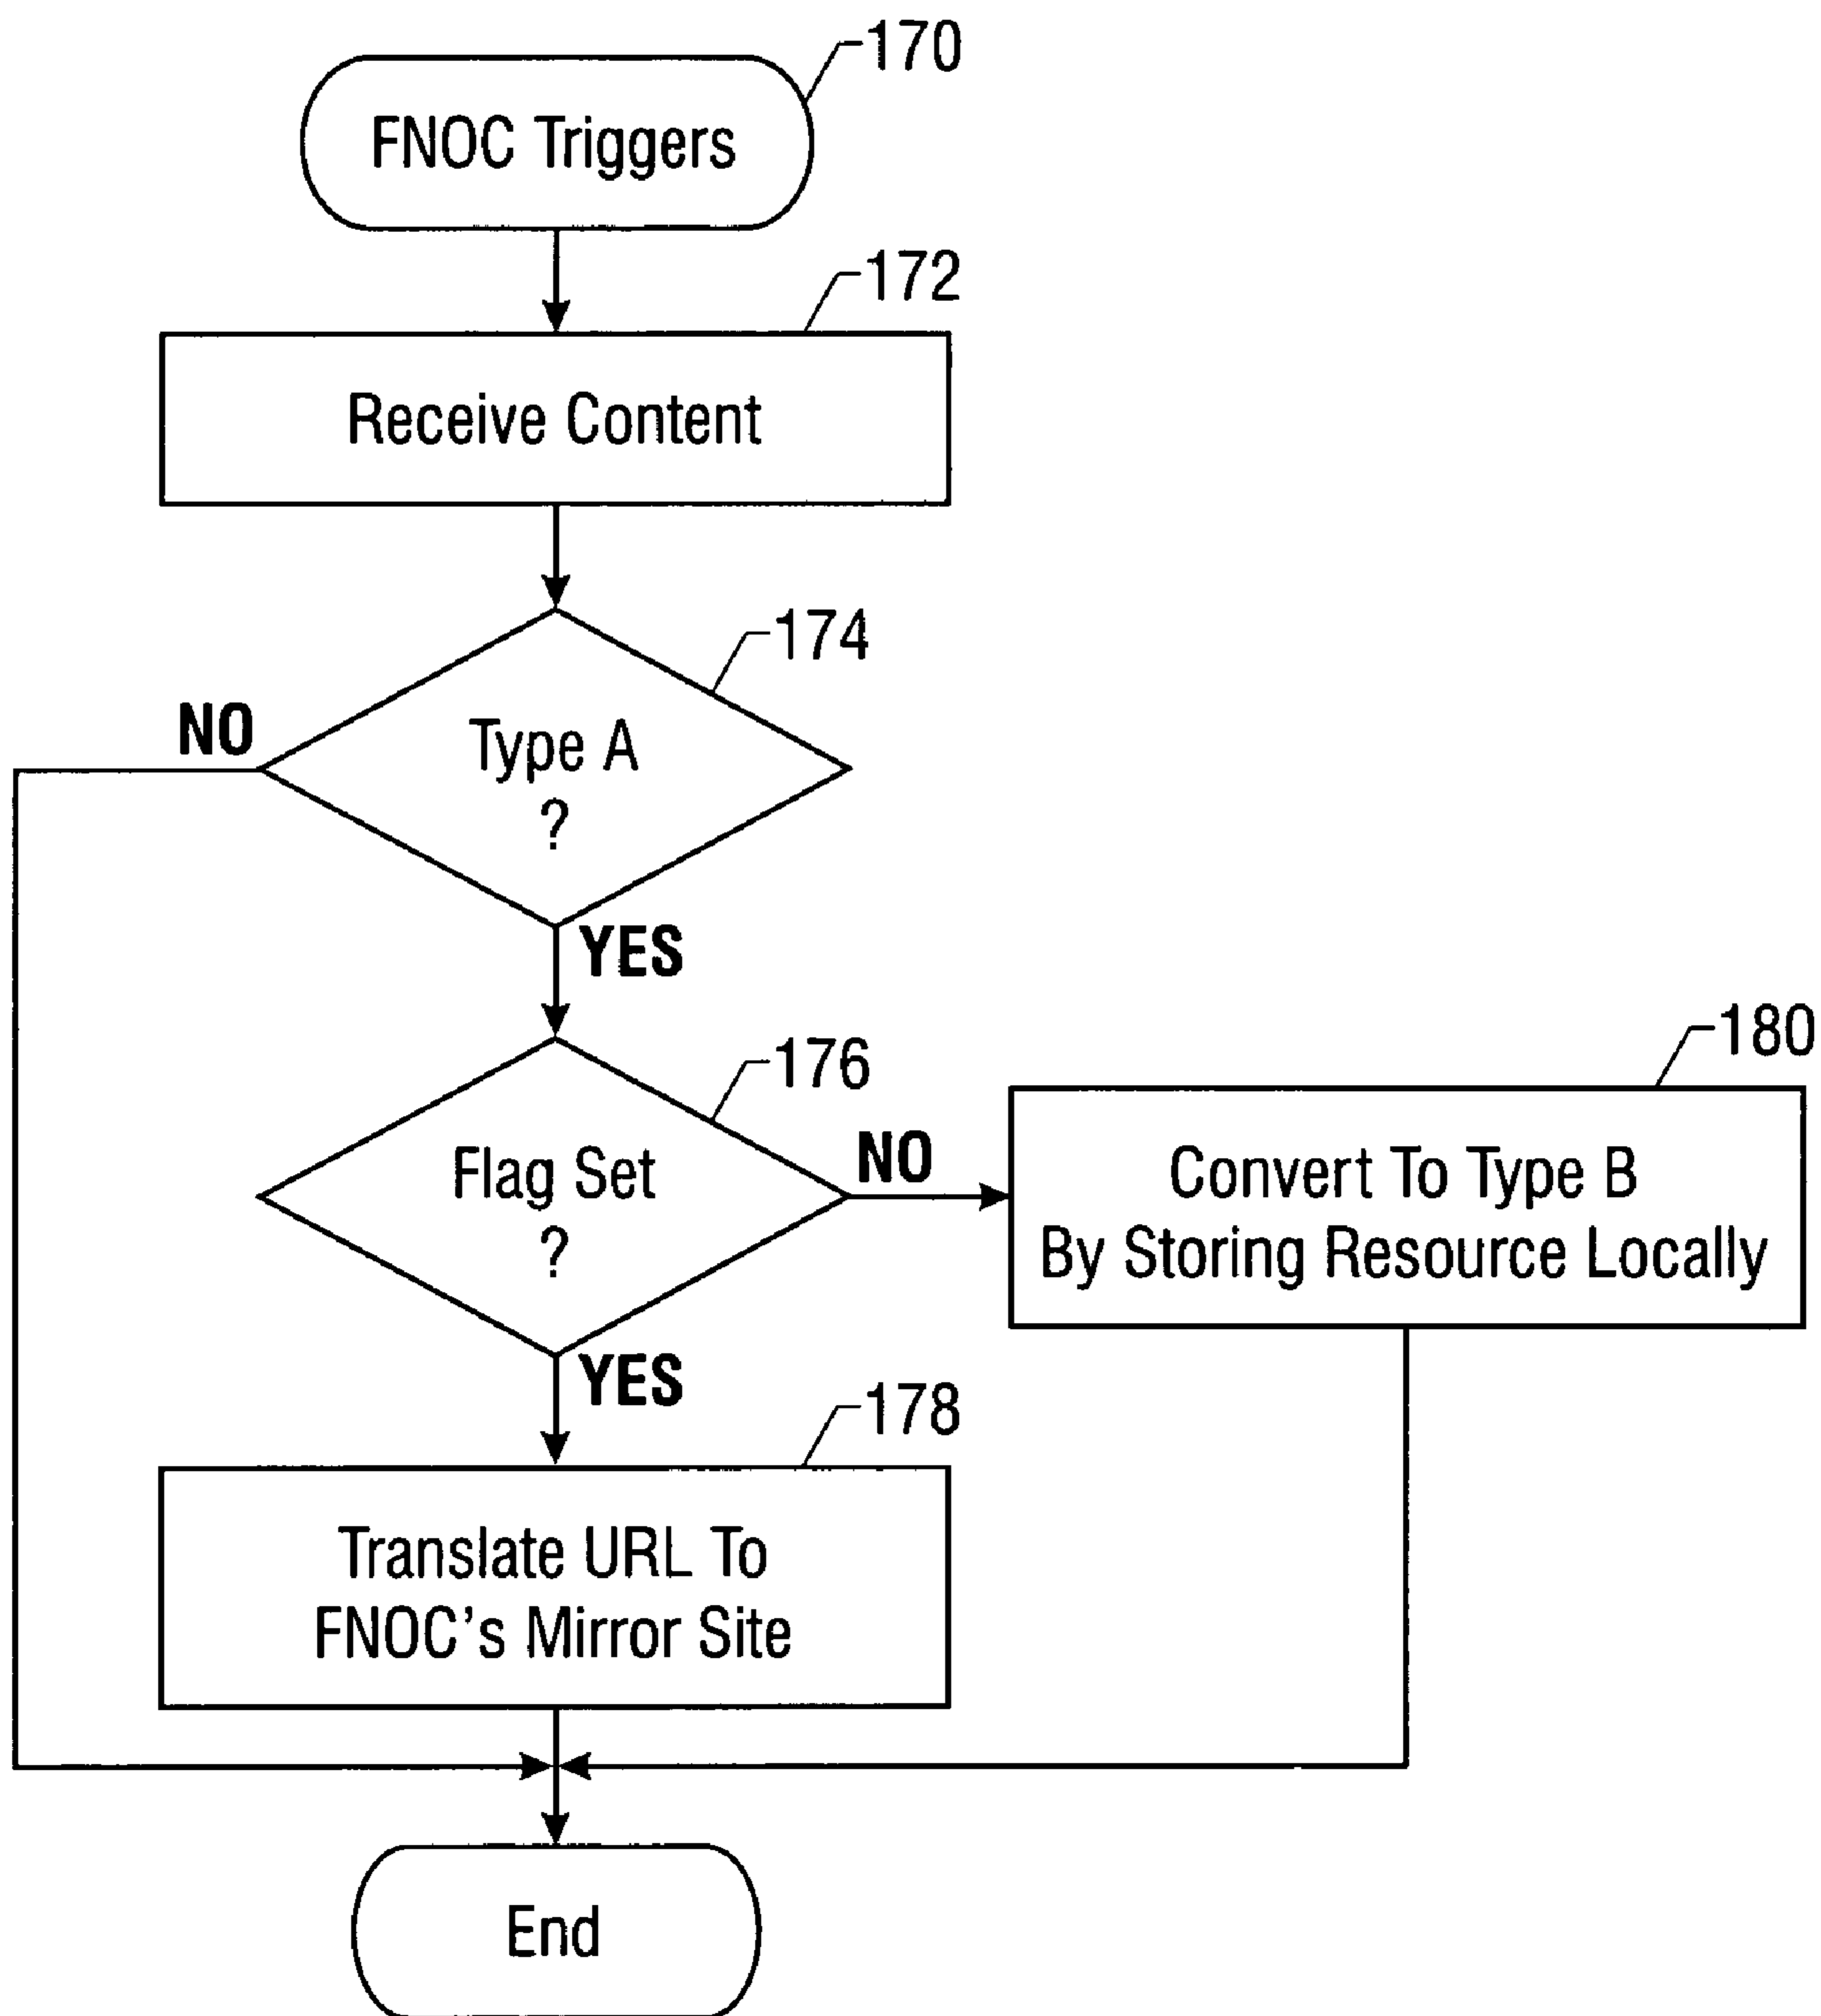 170
FNOC Triggers
172
Receive Content
174
NO
Type A
?
YES
176
180
Flag Set
?
NO
Convert To Type B
By Storing Resource Locally
YES
178
Translate URL To
FNOC's Mirror Site
End